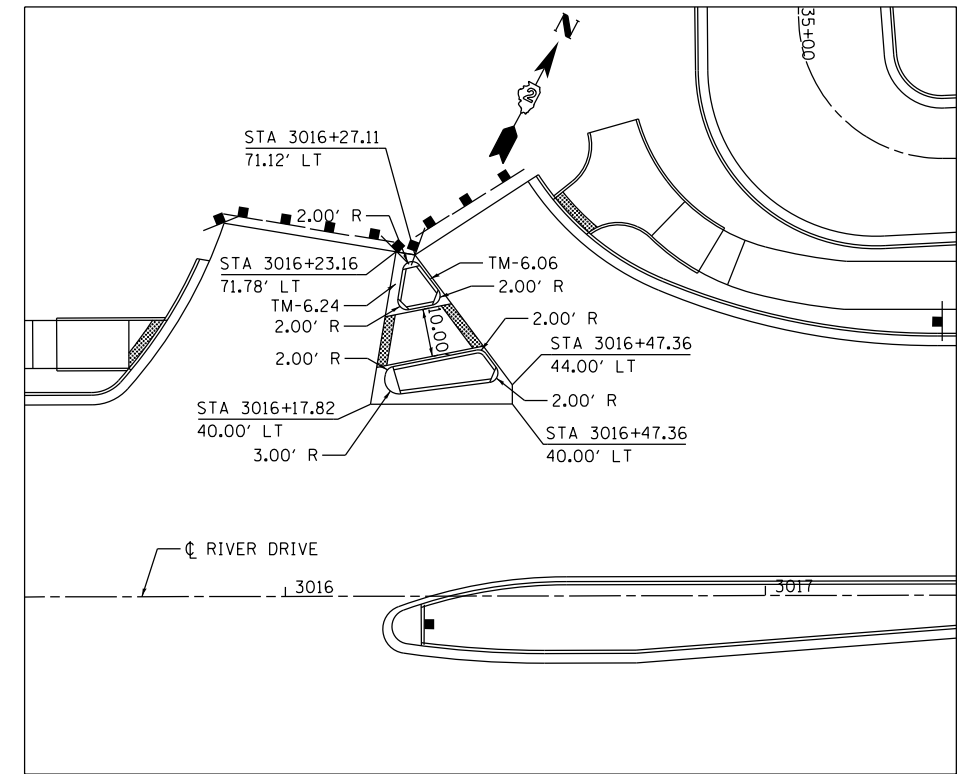 35+00
N
2
STA 3016+27.11
71.12' LT
2.00' R
STA 3016+23.16
71.78' LT
TM-6.06
2.00' R
TM-6.24
2.00' R
10.00'
2.00' R
2.00' R
STA 3016+47.36
44.00' LT
2.00' R
STA 3016+17.82
40.00' LT
STA 3016+47.36
40.00' LT
3.00' R
℄ RIVER DRIVE
3016
3017